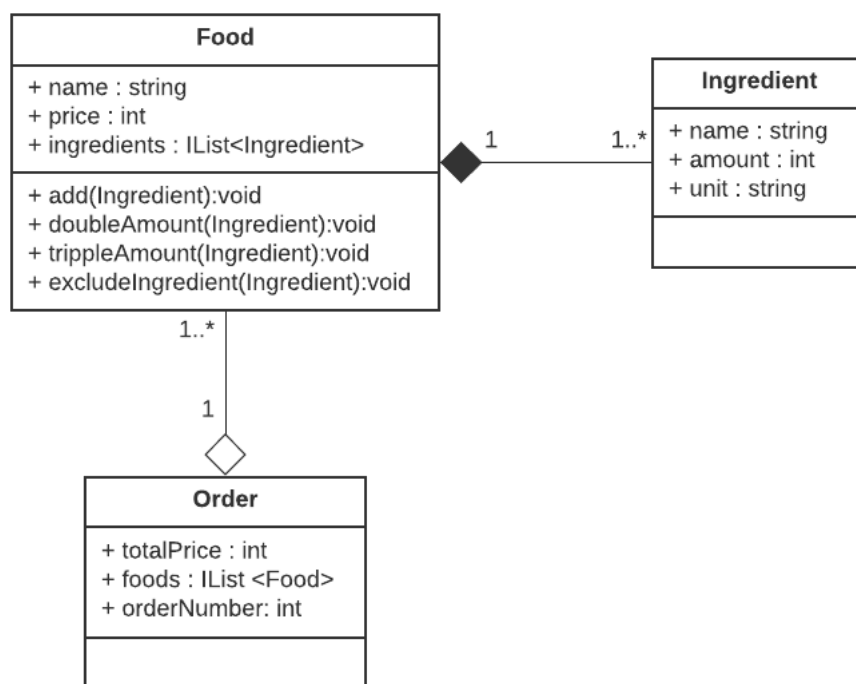 Food
+ name : string
+ price : int
+ ingredients : IList<Ingredient>
+ add(Ingredient):void
+ doubleAmount(Ingredient):void
+ trippleAmount(Ingredient):void
+ excludeIngredient(Ingredient):void
1
1..*
Ingredient
+ name : string
+ amount : int
+ unit : string
1..*
1
Order
+ totalPrice : int
+ foods : IList <Food>
+ orderNumber: int